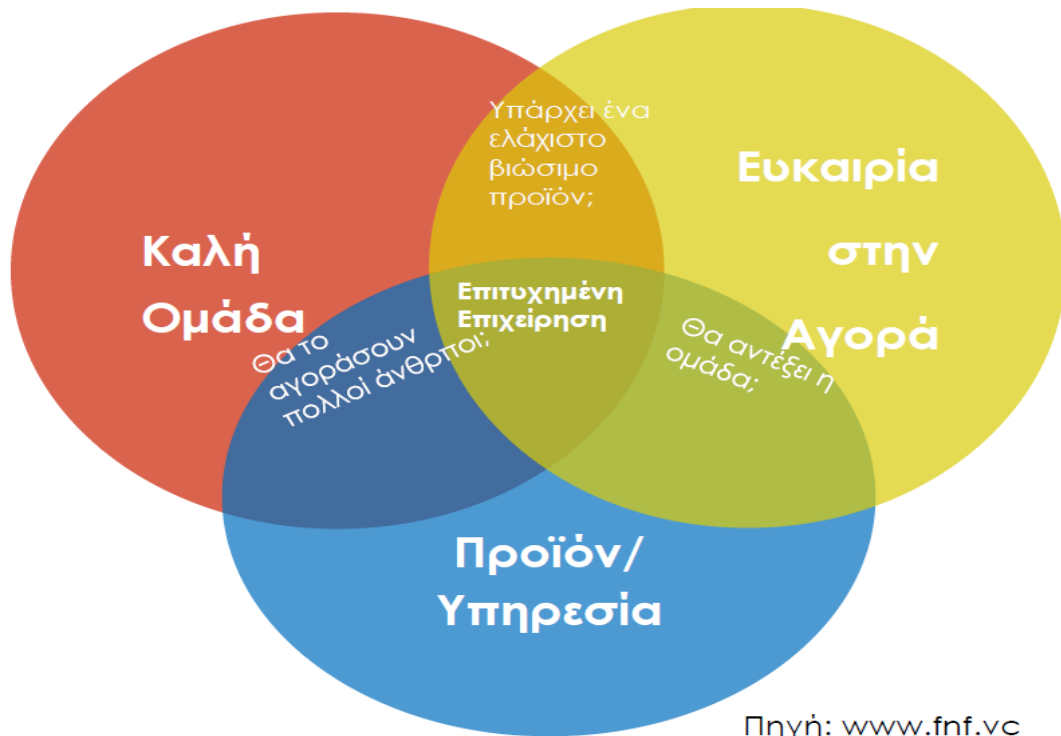 Υπάρχει ένα
ελάχιστο
βιώσιμο
προϊόν;
Ευκαιρία
στην
Αγορά
Καλή
Ομάδα
Επιτυχημένη
Επιχείρηση
Θα το
αγοράσουν
πολλοί άνθρποι;
Θα αντέξει η
ομάδα;
Προϊόν/
Υπηρεσία
Πηγή: www.fnf.vc